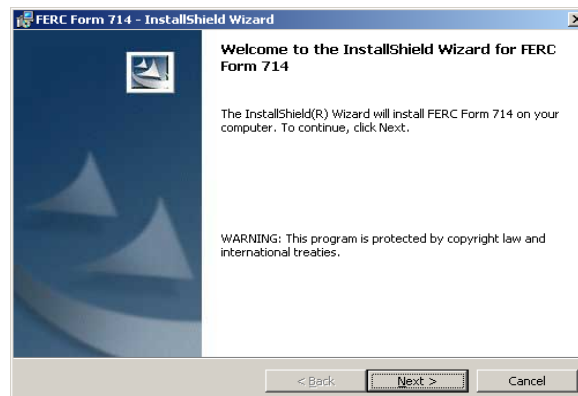 FERC Form 714 - InstallShield Wizard
Welcome to the InstallShield Wizard for FERC
Form 714
The InstallShield(R) Wizard will install FERC Form 714 on your
computer. To continue, click Next.
WARNING: This program is protected by copyright law and
international treaties.
< Back
Next >
Cancel